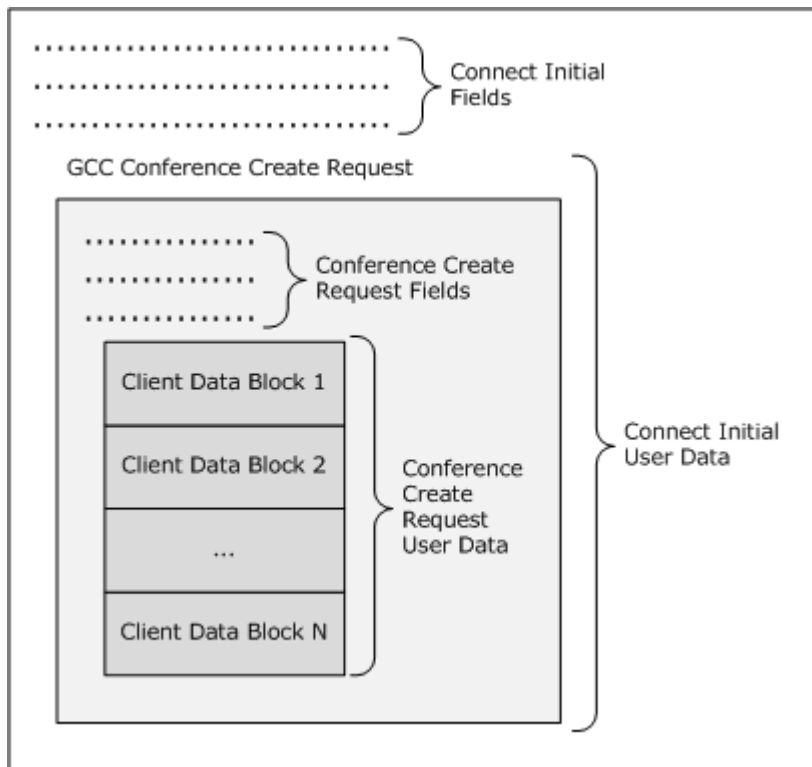 Connect Initial
Fields
GCC Conference Create Request
Conference Create
Request Fields
Client Data Block 1
Client Data Block 2
...
Client Data Block N
Conference
Create
Request
User Data
Connect Initial
User Data